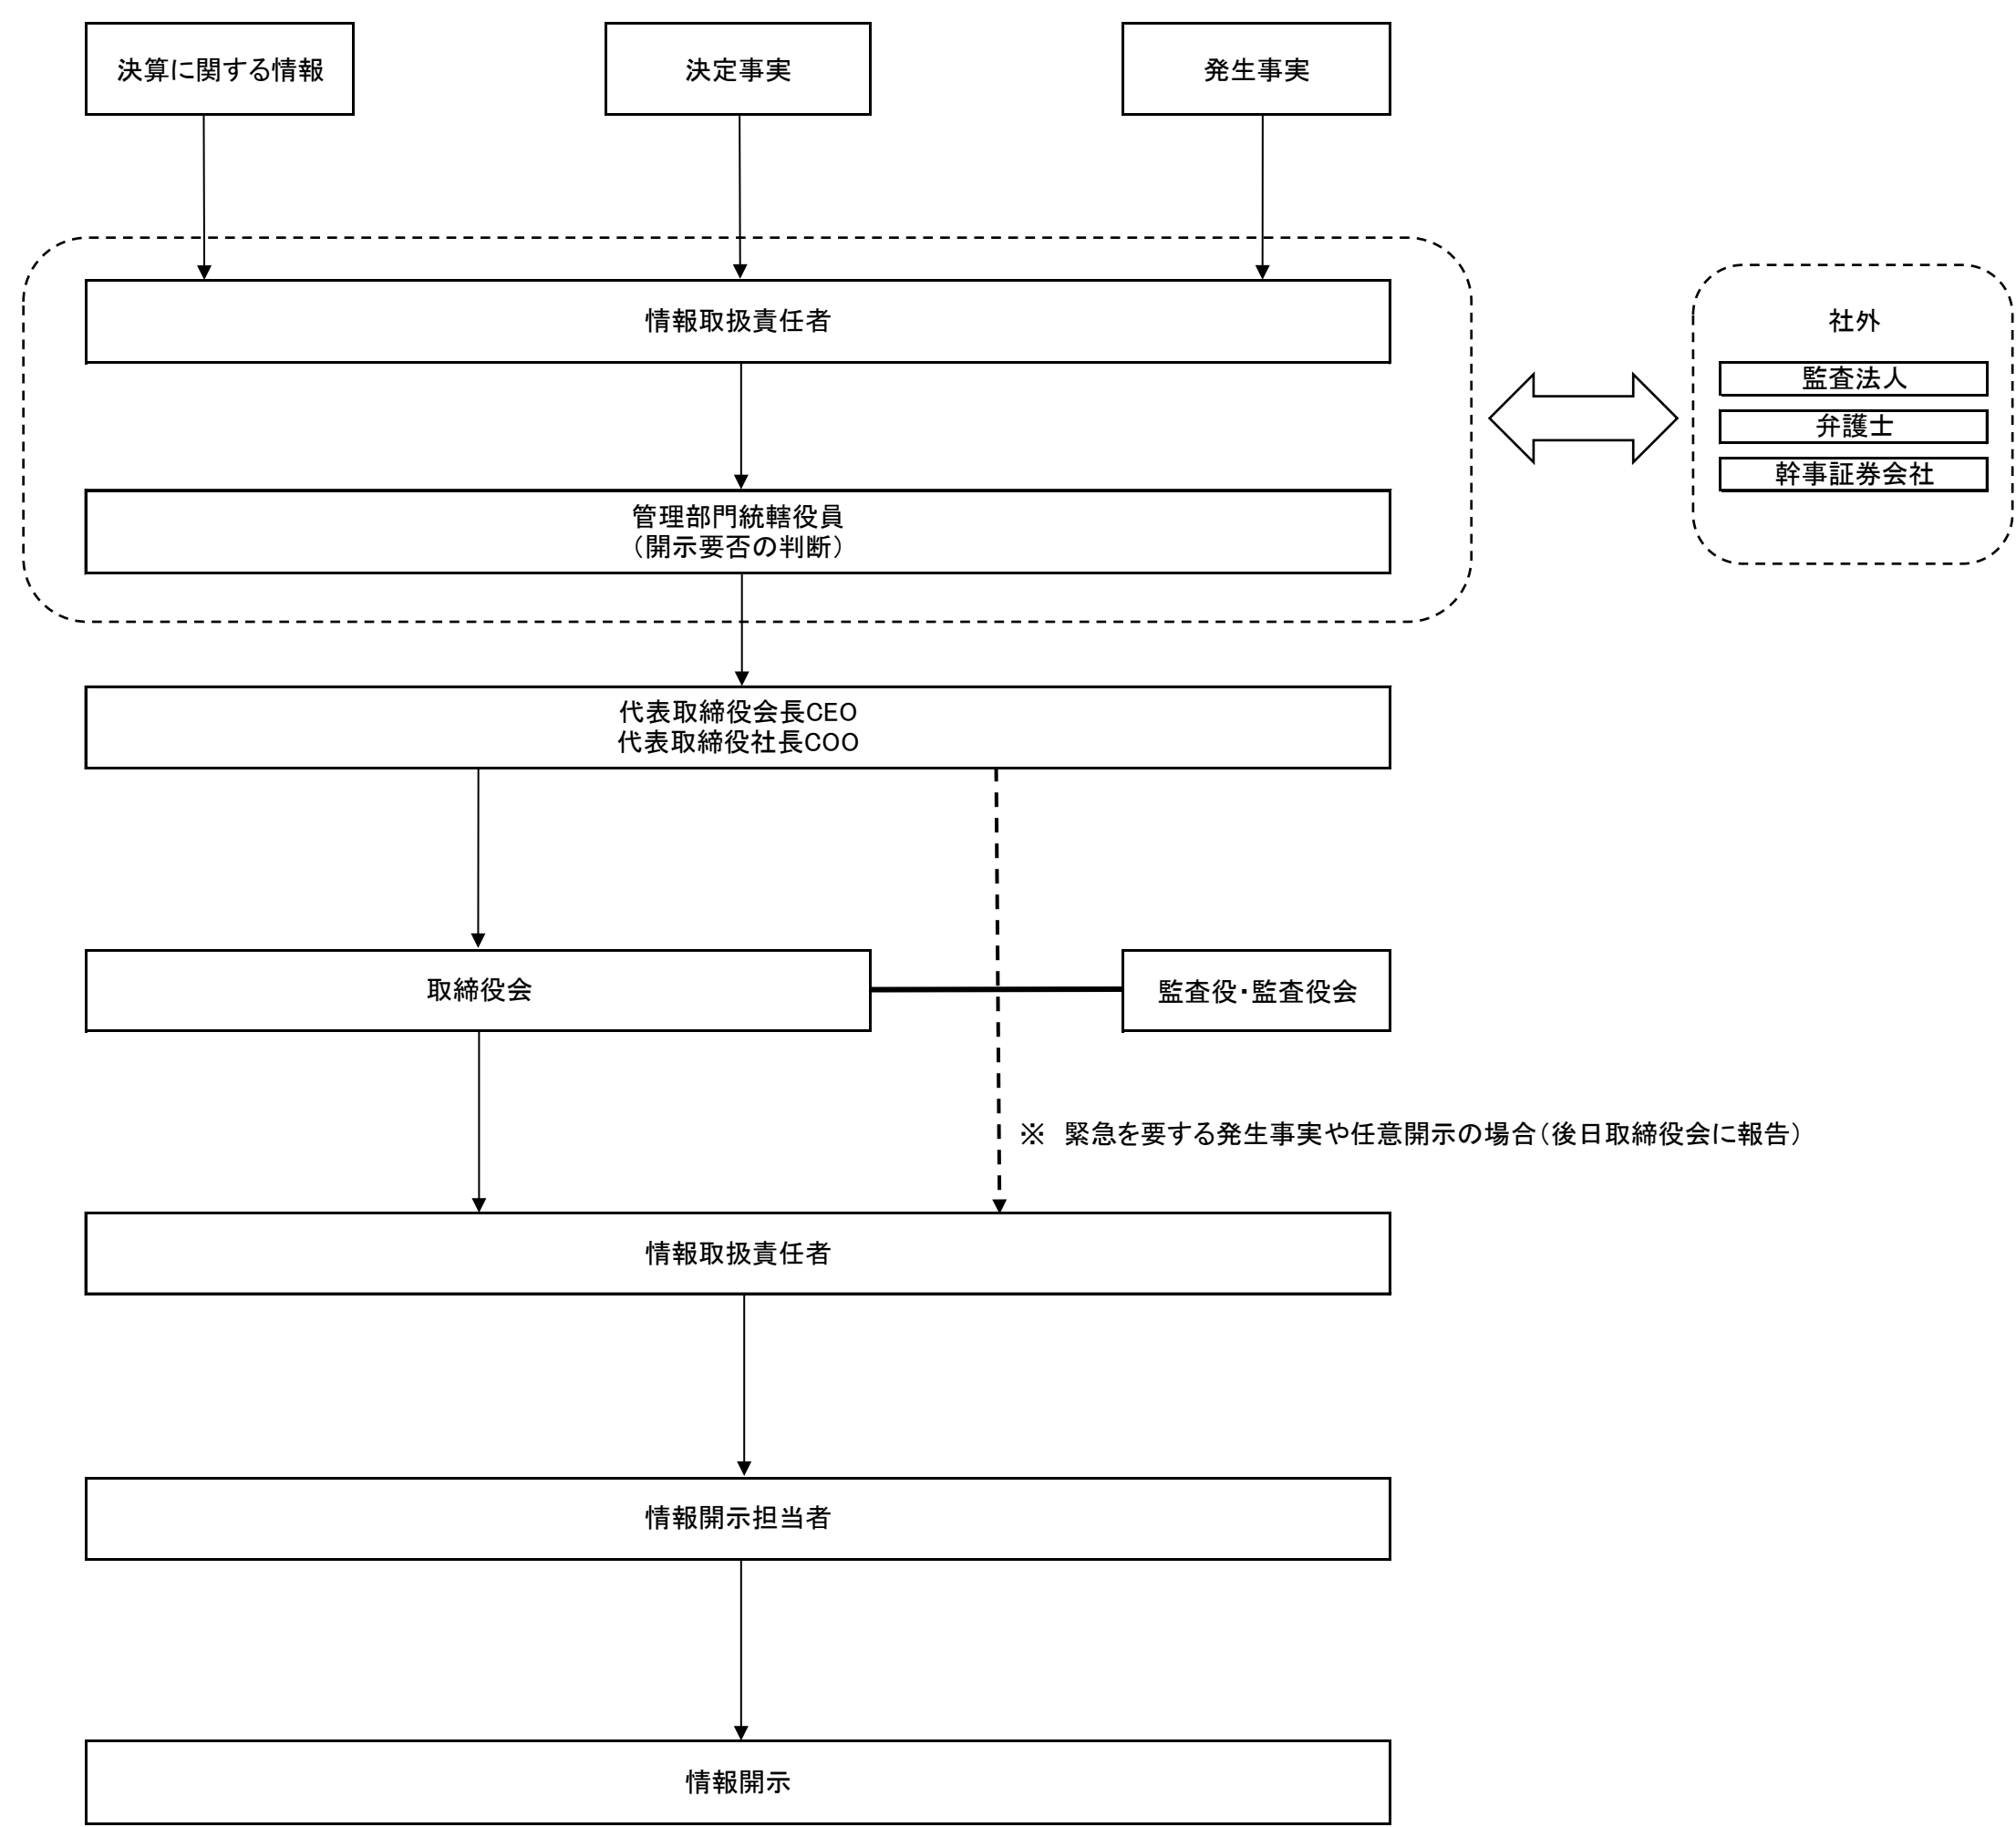 決算に関する情報
決定事実
発生事実
情報取扱責任者
社外
監査法人
弁護士
幹事証券会社
管理部門統轄役員
（開示要否の判断）
代表取締役会長CEO
代表取締役社長COO
取締役会
監査役・監査役会
※　緊急を要する発生事実や任意開示の場合（後日取締役会に報告）
情報取扱責任者
情報開示担当者
情報開示